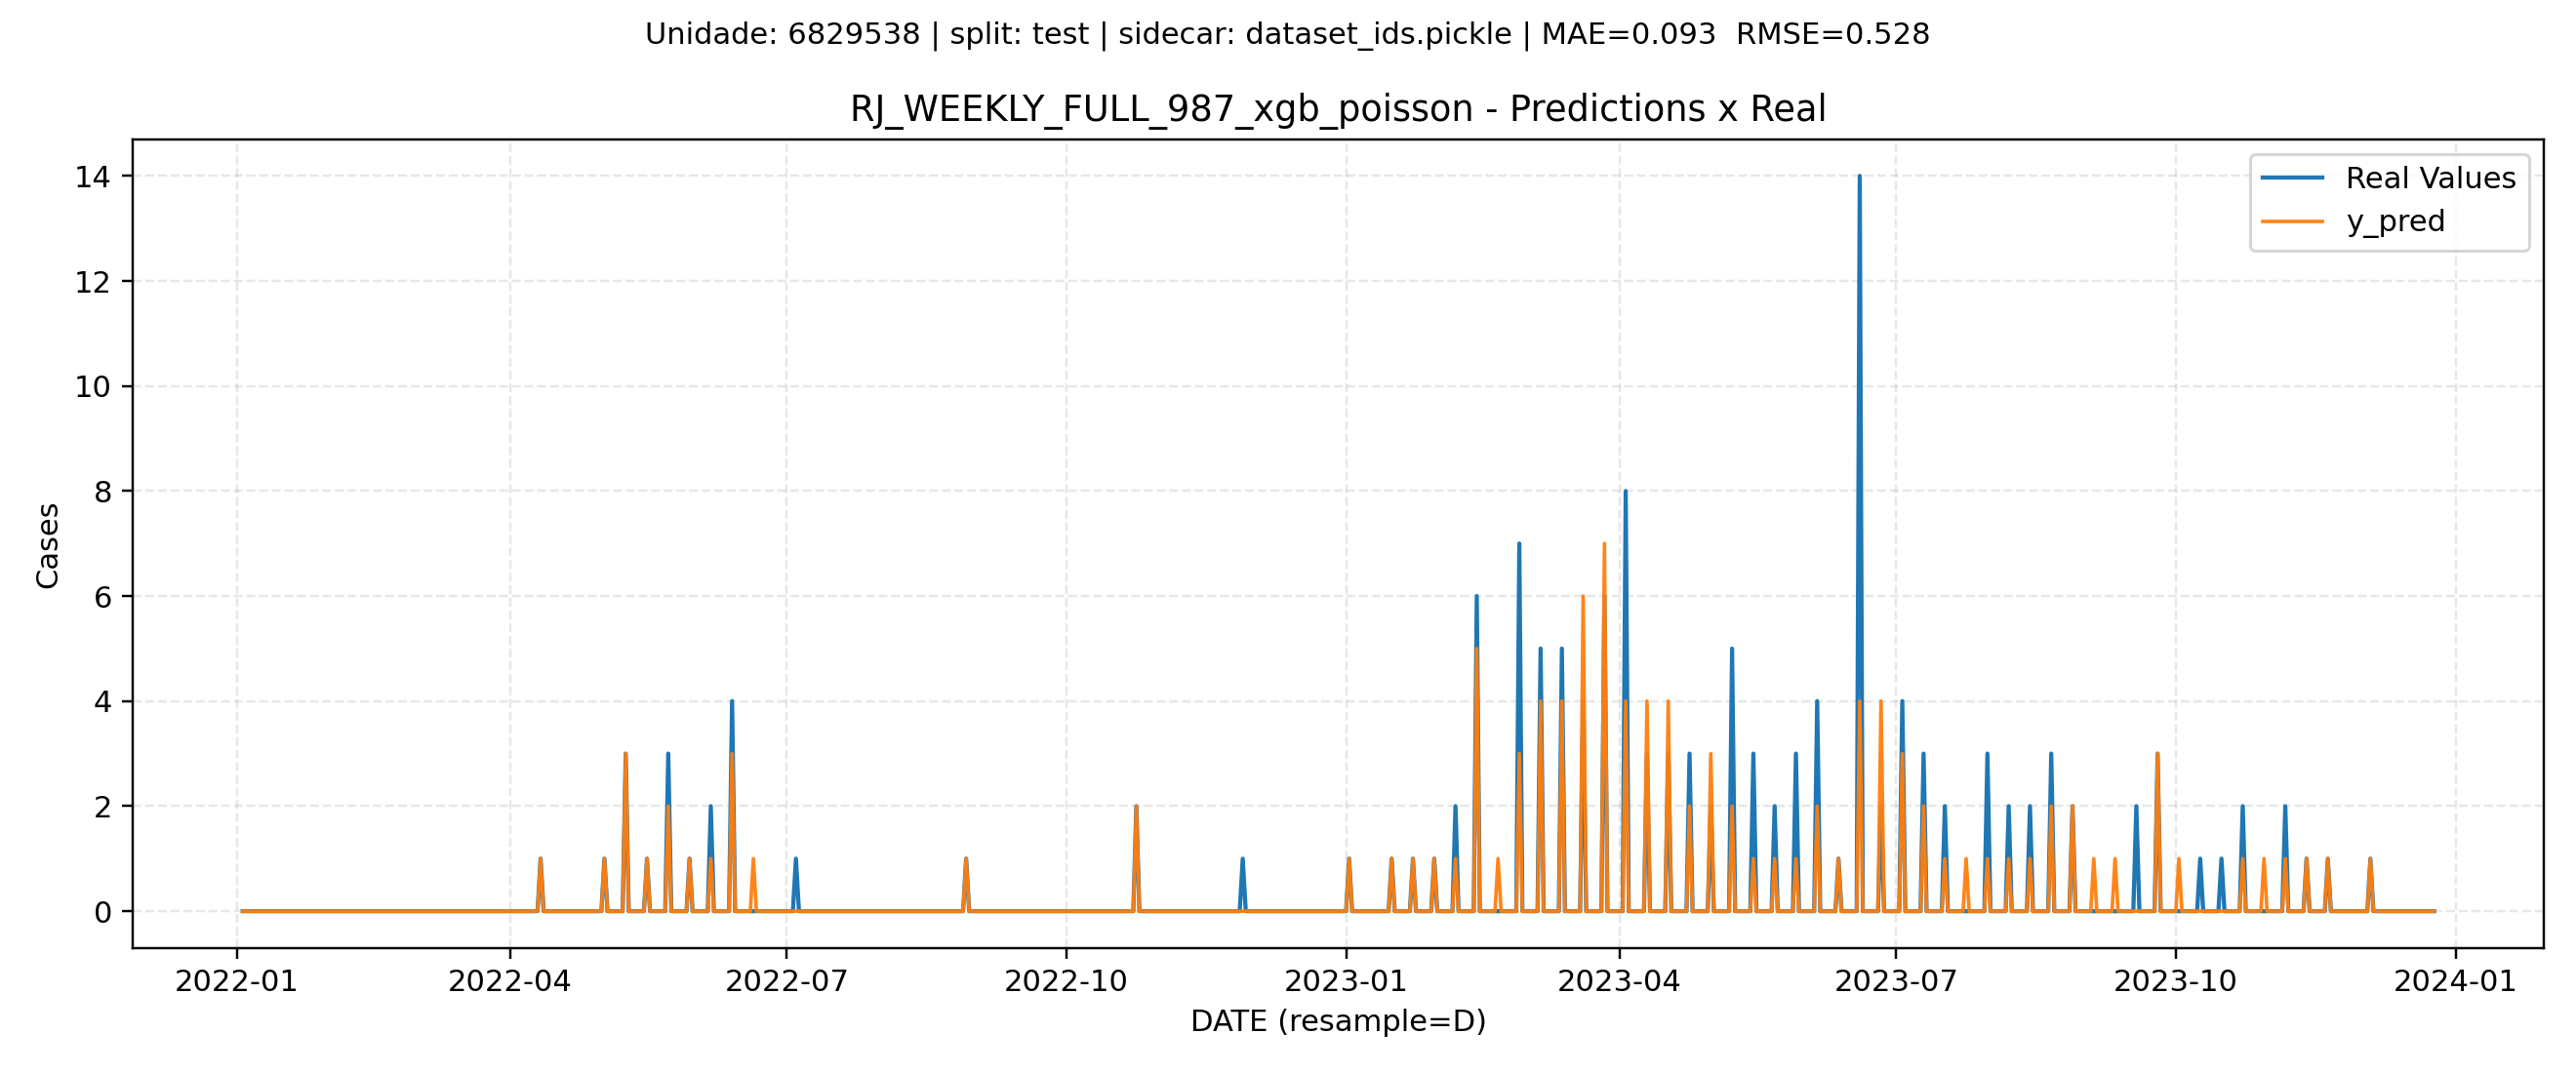 Unidade: 6829538 | split: test | sidecar: dataset_ids.pickle | MAE=0.093  RMSE=0.528
RJ_WEEKLY_FULL_987_xgb_poisson - Predictions x Real
Real Values
y_pred
14
12
10
8
6
4
2
0
Cases
2022-01
2022-04
2022-07
2022-10
2023-01
2023-04
2023-07
2023-10
2024-01
DATE (resample=D)